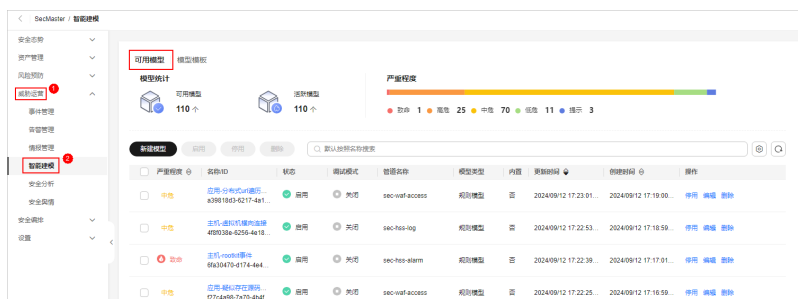 SecMaster / 智能建模
安全态势
资产管理
风险预防
威胁运营 1
事件管理
告警管理
情报管理
智能建模 2
安全分析
安全舆情
安全编排
设置
可用模型 模型模板
模型统计
可用模型
110 个
活跃模型
110 个
严重程度
致命 1 高危 25 中危 70 低危 11 提示 3
新建模型 启用 停用 删除 默认按照名称搜索
严重程度 名称/ID 状态 调试模式 管道名称 模型类型 内置 更新时间 创建时间 操作
中危 应用-分布式url遍历... a39818d3-6217-4a1... 启用 关闭 sec-waf-access 规则模型 否 2024/09/12 17:23:01... 2024/09/12 17:19:00... 停用 编辑 删除
中危 主机-虚拟机横向连接 4f8f038e-6256-4e18... 启用 关闭 sec-hss-log 规则模型 否 2024/09/12 17:22:53... 2024/09/12 17:18:59... 停用 编辑 删除
致命 主机-rootkit事件 6fa30470-d174-4e4... 启用 关闭 sec-hss-alarm 规则模型 否 2024/09/12 17:22:39... 2024/09/12 17:17:01... 停用 编辑 删除
中危 应用-疑似存在源码... f77c4a98-7a70-4b4f... 启用 关闭 sec-waf-access 规则模型 否 2024/09/12 17:22:25... 2024/09/12 17:16:59... 停用 编辑 删除